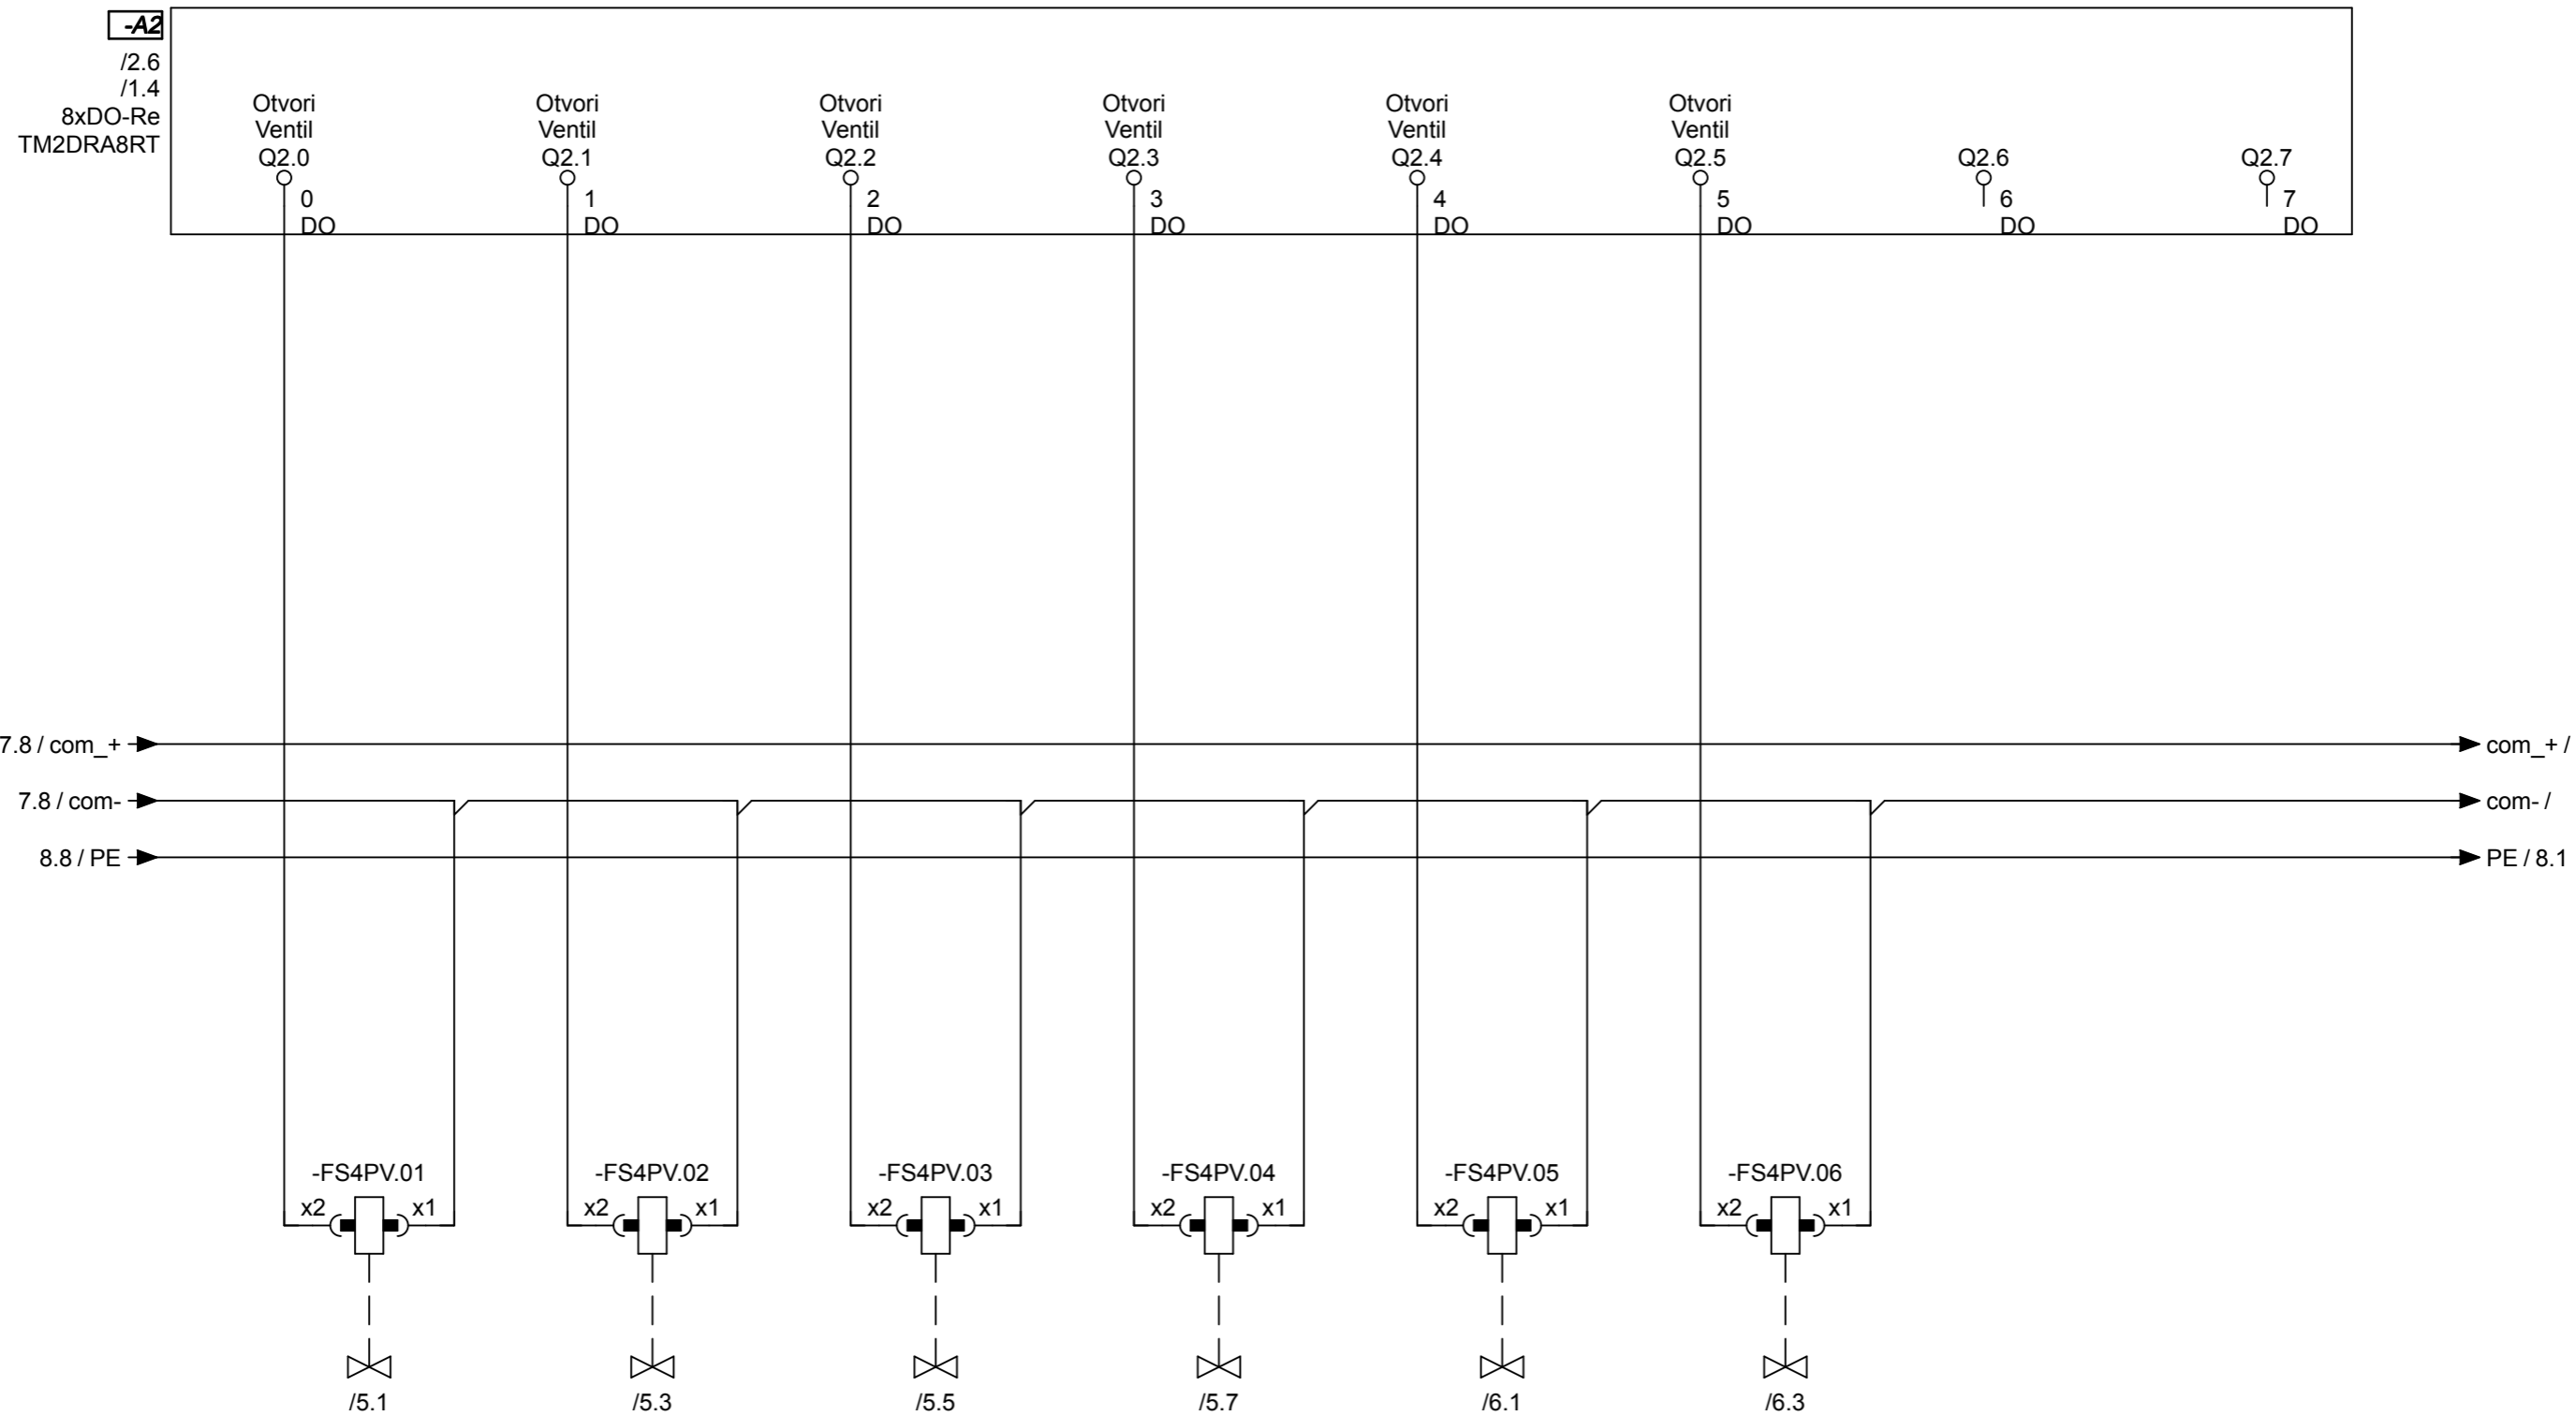 -A2
/2.6
/1.4
8xDO-Re
TM2DRA8RT
Otvori
Ventil
Q2.0
0
DO
Otvori
Ventil
Q2.1
1
DO
Otvori
Ventil
Q2.2
2
DO
Otvori
Ventil
Q2.3
3
DO
Otvori
Ventil
Q2.4
4
DO
Otvori
Ventil
Q2.5
5
DO
Q2.6
6
DO
Q2.7
7
DO
7.8 / com_+
com_+ /
7.8 / com-
com- /
8.8 / PE
PE / 8.1
-FS4PV.01
x2 x1
/5.1
-FS4PV.02
x2 x1
/5.3
-FS4PV.03
x2 x1
/5.5
-FS4PV.04
x2 x1
/5.7
-FS4PV.05
x2 x1
/6.1
-FS4PV.06
x2 x1
/6.3